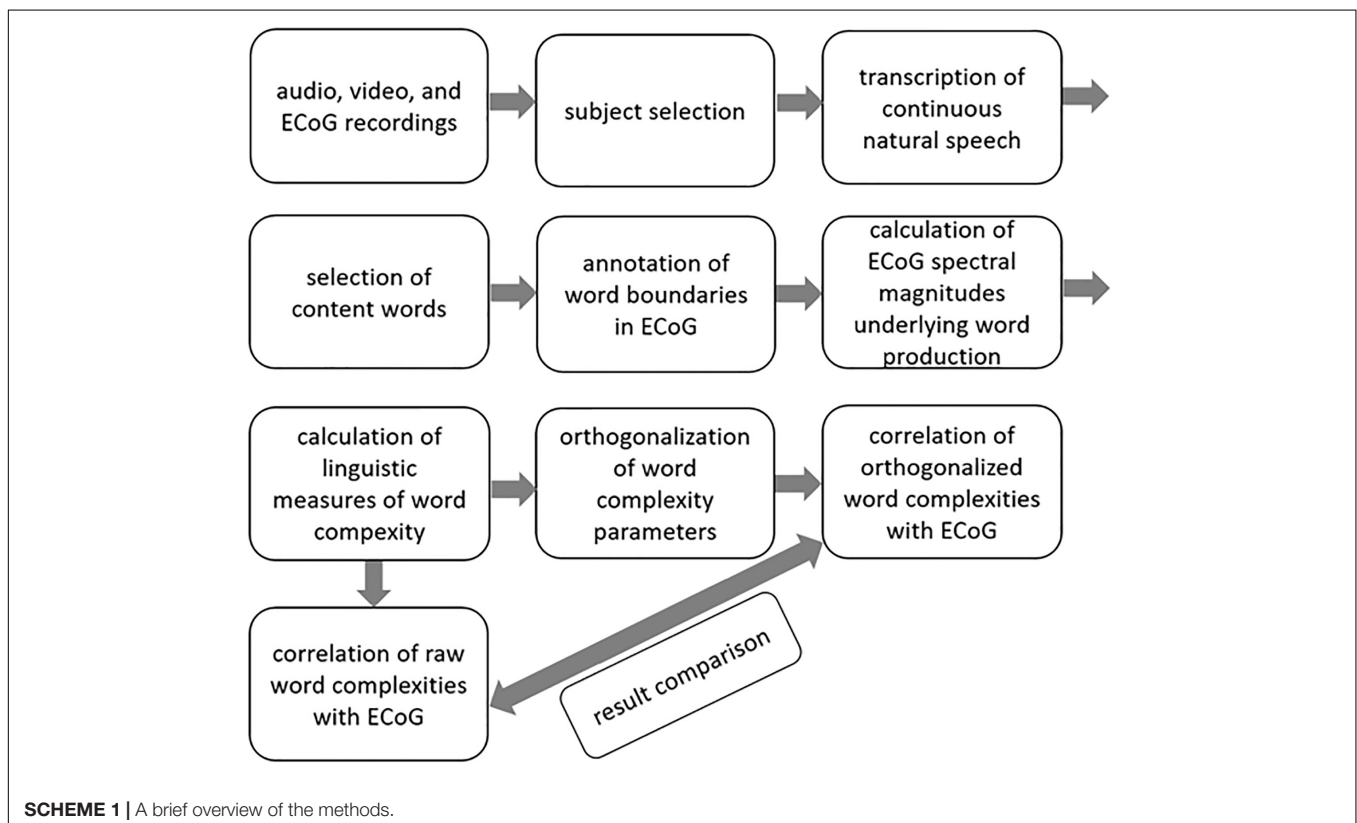 audio, video, and
ECoG recordings
subject selection
transcription of
continuous
natural speech
selection of
content words
annotation of
word boundaries
in ECoG
calculation of
ECoG spectral
magnitudes
underlying word
production
calculation of
linguistic
measures of word
compexity
orthogonalization
of word
complexity
parameters
correlation of
orthogonalized
word complexities
with ECoG
correlation of raw
word complexities
with ECoG
result comparison
SCHEME 1 | A brief overview of the methods.